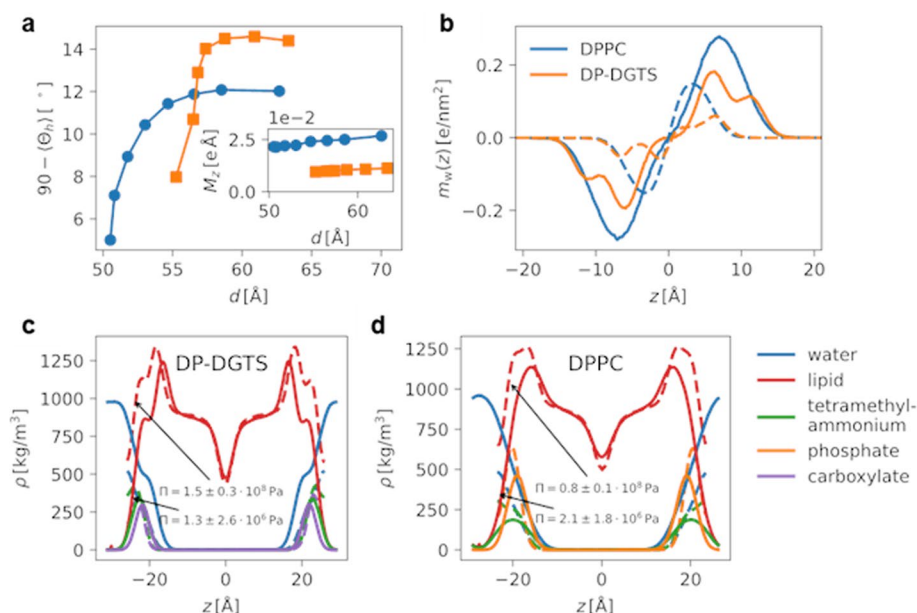 a
14
12
10
8
6
90 − ⟨Θₕ⟩ [ ° ]
1e−2
2.5
0.0
M_z [e Å]
50
60
d [Å]
50
55
60
65
70
d [Å]
b
DPPC
DP-DGTS
0.2
0.0
−0.2
m_w(z) [e/nm²]
−20
−10
0
10
20
z [Å]
c
DP-DGTS
1250
1000
750
500
250
0
ρ [kg/m³]
Π = 1.5 ± 0.3 · 10⁸ Pa
Π = 1.3 ± 2.6 · 10⁶ Pa
−20
0
20
z [Å]
d
DPPC
1250
1000
750
500
250
0
ρ [kg/m³]
Π = 0.8 ± 0.1 · 10⁸ Pa
Π = 2.1 ± 1.8 · 10⁶ Pa
−20
0
20
z [Å]
water
lipid
tetramethyl-
ammonium
phosphate
carboxylate